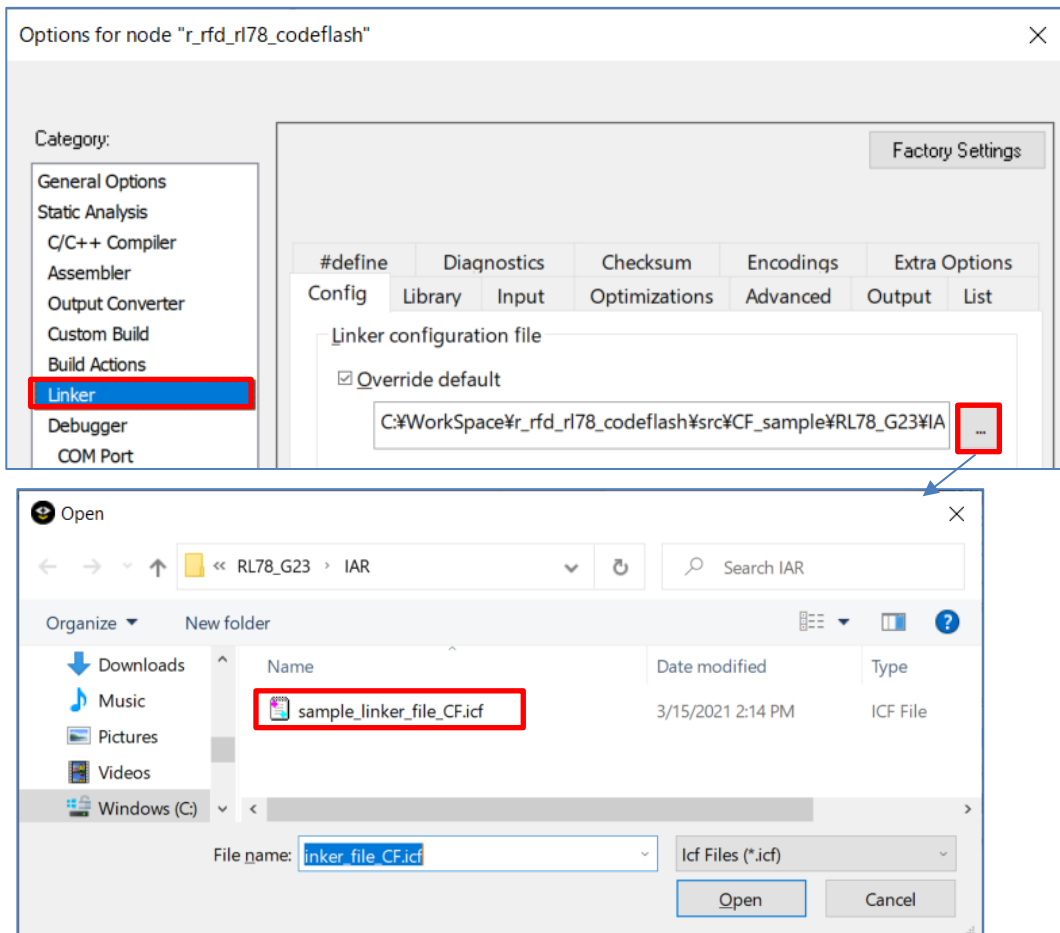 Options for node "r_rfd_rl78_codeflash"
Category:
Factory Settings
General Options
Static Analysis
C/C++ Compiler
Assembler
Output Converter
Custom Build
Build Actions
Linker
Debugger
COM Port
#define Diagnostics Checksum Encodings Extra Options
Config Library Input Optimizations Advanced Output List
Linker configuration file
Override default
C:¥WorkSpace¥r_rfd_rl78_codeflash¥src¥CF_sample¥RL78_G23¥IA
...
Open
« RL78_G23 › IAR
Search IAR
Organize New folder
?
Downloads
Music
Pictures
Videos
Windows (C:)
Name Date modified Type
sample_linker_file_CF.icf 3/15/2021 2:14 PM ICF File
File name: inker_file_CF.icf Icf Files (*.icf)
Open Cancel